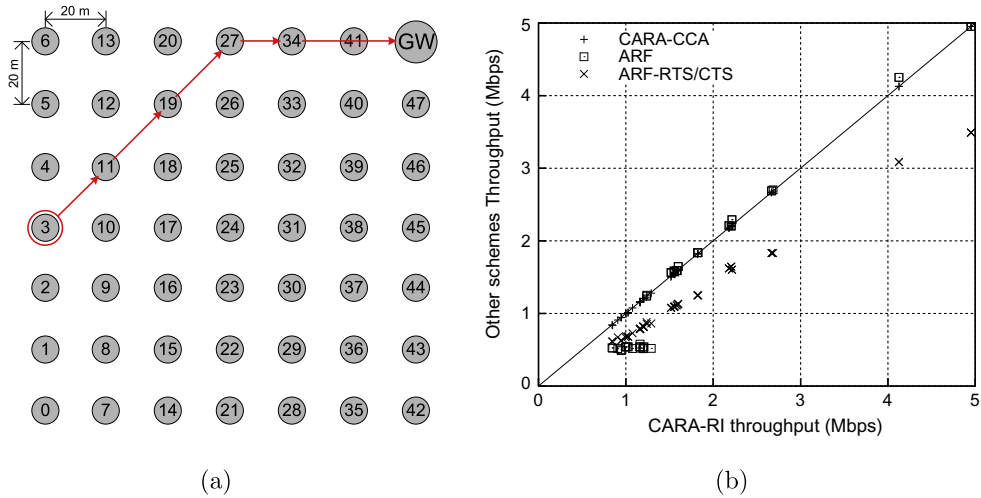 20 m
20 m
6 13 20 27 34 41 GW
5 12 19 26 33 40 47
4 11 18 25 32 39 46
3 10 17 24 31 38 45
2 9 16 23 30 37 44
1 8 15 22 29 36 43
0 7 14 21 28 35 42
(a)
Other schemes Throughput (Mbps)
5
4
3
2
1
0
CARA-CCA
ARF
ARF-RTS/CTS
0 1 2 3 4 5
CARA-RI throughput (Mbps)
(b)